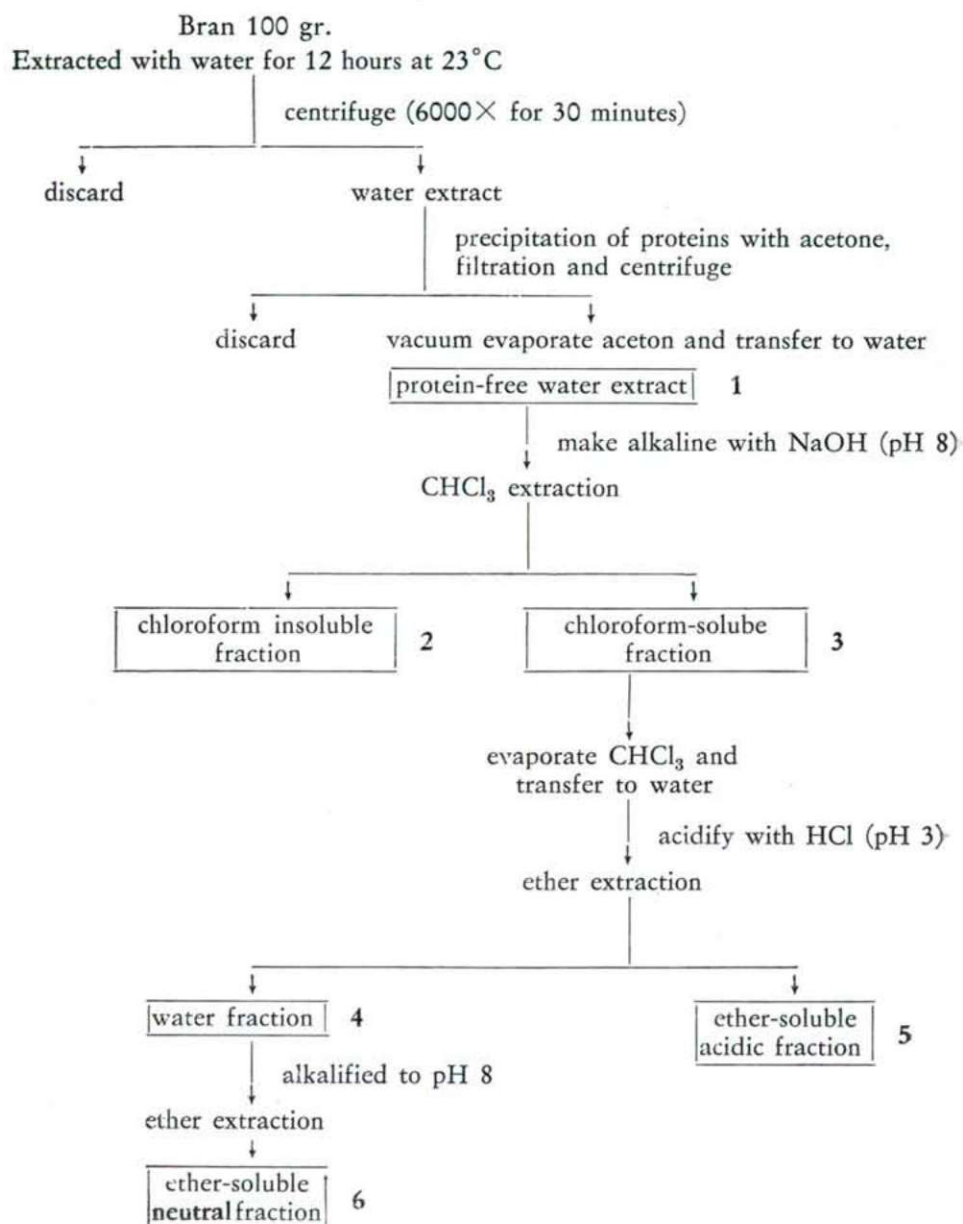 Bran 100 gr.
Extracted with water for 12 hours at 23°C
centrifuge (6000× for 30 minutes)
discard
water extract
precipitation of proteins with acetone,
filtration and centrifuge
discard
vacuum evaporate aceton and transfer to water
protein-free water extract 1
make alkaline with NaOH (pH 8)
CHCl₃ extraction
chloroform insoluble
fraction
2
chloroform-solube
fraction
3
evaporate CHCl₃ and
transfer to water
acidify with HCl (pH 3)
ether extraction
water fraction 4
ether-soluble
acidic fraction
5
alkalified to pH 8
ether extraction
ether-soluble
neutral fraction
6